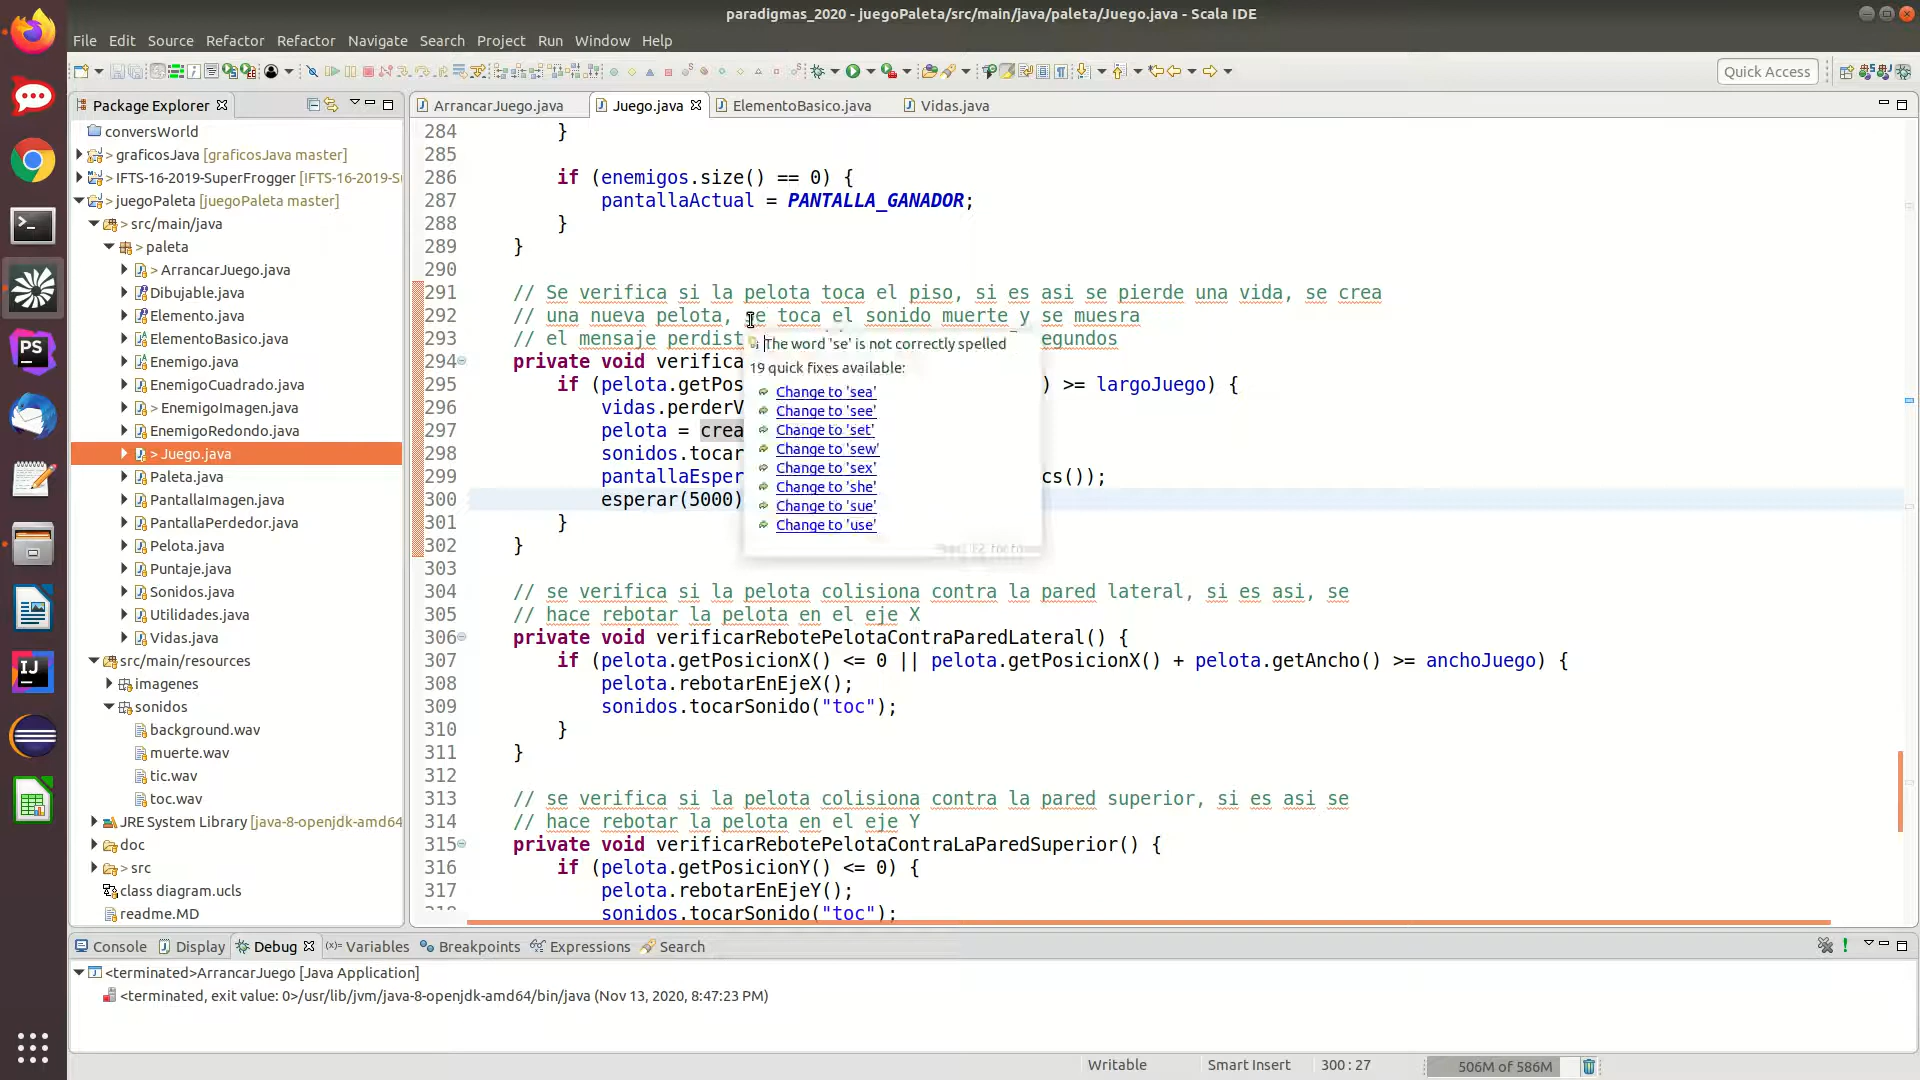 paradigmas_2020 - juegoPaleta/src/main/java/paleta/Juego.java - Scala IDE
File Edit Source Refactor Refactor Navigate Search Project Run Window Help
Quick Access
Package Explorer
conversWorld
> graficosJava [graficosJava master]
> IFTS-16-2019-SuperFrogger [IFTS-16-2019-S
> juegoPaleta [juegoPaleta master]
> src/main/java
> paleta
> ArrancarJuego.java
Dibujable.java
Elemento.java
ElementoBasico.java
Enemigo.java
EnemigoCuadrado.java
> EnemigoImagen.java
EnemigoRedondo.java
> Juego.java
Paleta.java
PantallaImagen.java
PantallaPerdedor.java
Pelota.java
Puntaje.java
Sonidos.java
Utilidades.java
Vidas.java
src/main/resources
imagenes
sonidos
background.wav
muerte.wav
tic.wav
toc.wav
JRE System Library [java-8-openjdk-amd64
doc
> src
class diagram.ucls
readme.MD
ArrancarJuego.java Juego.java ElementoBasico.java Vidas.java
284 }
285
286 if (enemigos.size() == 0) {
287 pantallaActual = PANTALLA_GANADOR;
288 }
289 }
290
291 // Se verifica si la pelota toca el piso, si es asi se pierde una vida, se crea
292 // una nueva pelota, se toca el sonido muerte y se muesra
293 // el mensaje perdist egundos
294 private void verifica
295 if (pelota.getPos ) >= largoJuego) {
296 vidas.perderV
297 pelota = crea
298 sonidos.tocar
299 pantallaEsper cs());
300 esperar(5000)
301 }
302 }
303
304 // se verifica si la pelota colisiona contra la pared lateral, si es asi, se
305 // hace rebotar la pelota en el eje X
306 private void verificarRebotePelotaContraParedLateral() {
307 if (pelota.getPosicionX() <= 0 || pelota.getPosicionX() + pelota.getAncho() >= anchoJuego) {
308 pelota.rebotarEnEjeX();
309 sonidos.tocarSonido("toc");
310 }
311 }
312
313 // se verifica si la pelota colisiona contra la pared superior, si es asi se
314 // hace rebotar la pelota en el eje Y
315 private void verificarRebotePelotaContraLaParedSuperior() {
316 if (pelota.getPosicionY() <= 0) {
317 pelota.rebotarEnEjeY();
318 sonidos.tocarSonido("toc");
The word 'se' is not correctly spelled
19 quick fixes available:
Change to 'sea'
Change to 'see'
Change to 'set'
Change to 'sew'
Change to 'sex'
Change to 'she'
Change to 'sue'
Change to 'use'
Console Display Debug Variables Breakpoints Expressions Search
<terminated>ArrancarJuego [Java Application]
<terminated, exit value: 0>/usr/lib/jvm/java-8-openjdk-amd64/bin/java (Nov 13, 2020, 8:47:23 PM)
Writable Smart Insert 300 : 27 506M of 586M